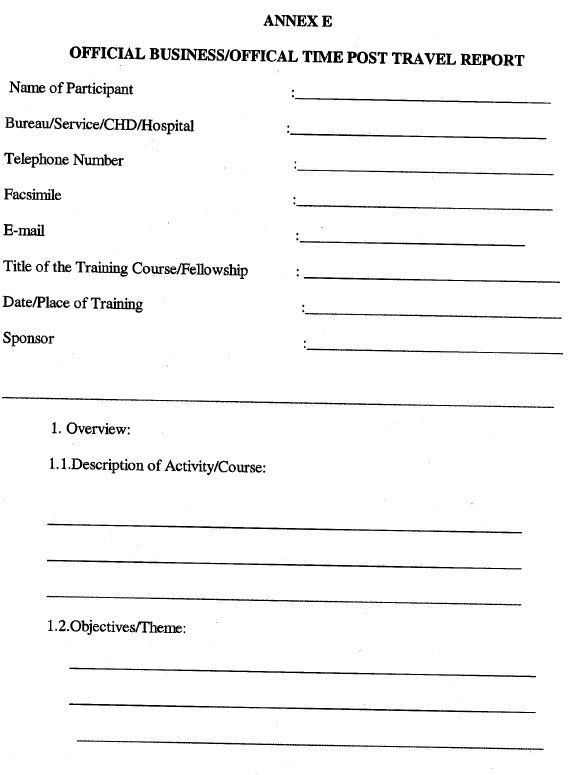 ANNEX E
OFFICIAL BUSINESS/OFFICAL TIME POST TRAVEL REPORT
Name of Participant :
Bureau/Service/CHD/Hospital :
Telephone Number :
Facsimile :
E-mail :
Title of the Training Course/Fellowship :
Date/Place of Training :
Sponsor :
1. Overview:
1.1.Description of Activity/Course:
1.2.Objectives/Theme: